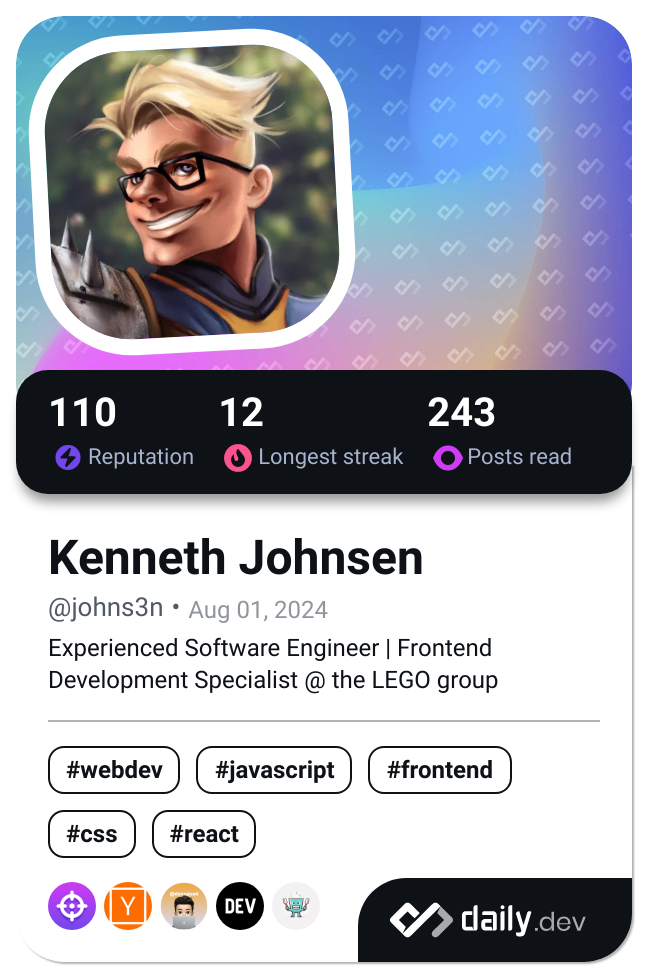 110 12 243
Reputation Longest streak Posts read
Kenneth Johnsen
@johns3n • Aug 01, 2024
Experienced Software Engineer | Frontend
Development Specialist @ the LEGO group
#webdev #javascript #frontend
#css #react
Y DEV daily.dev